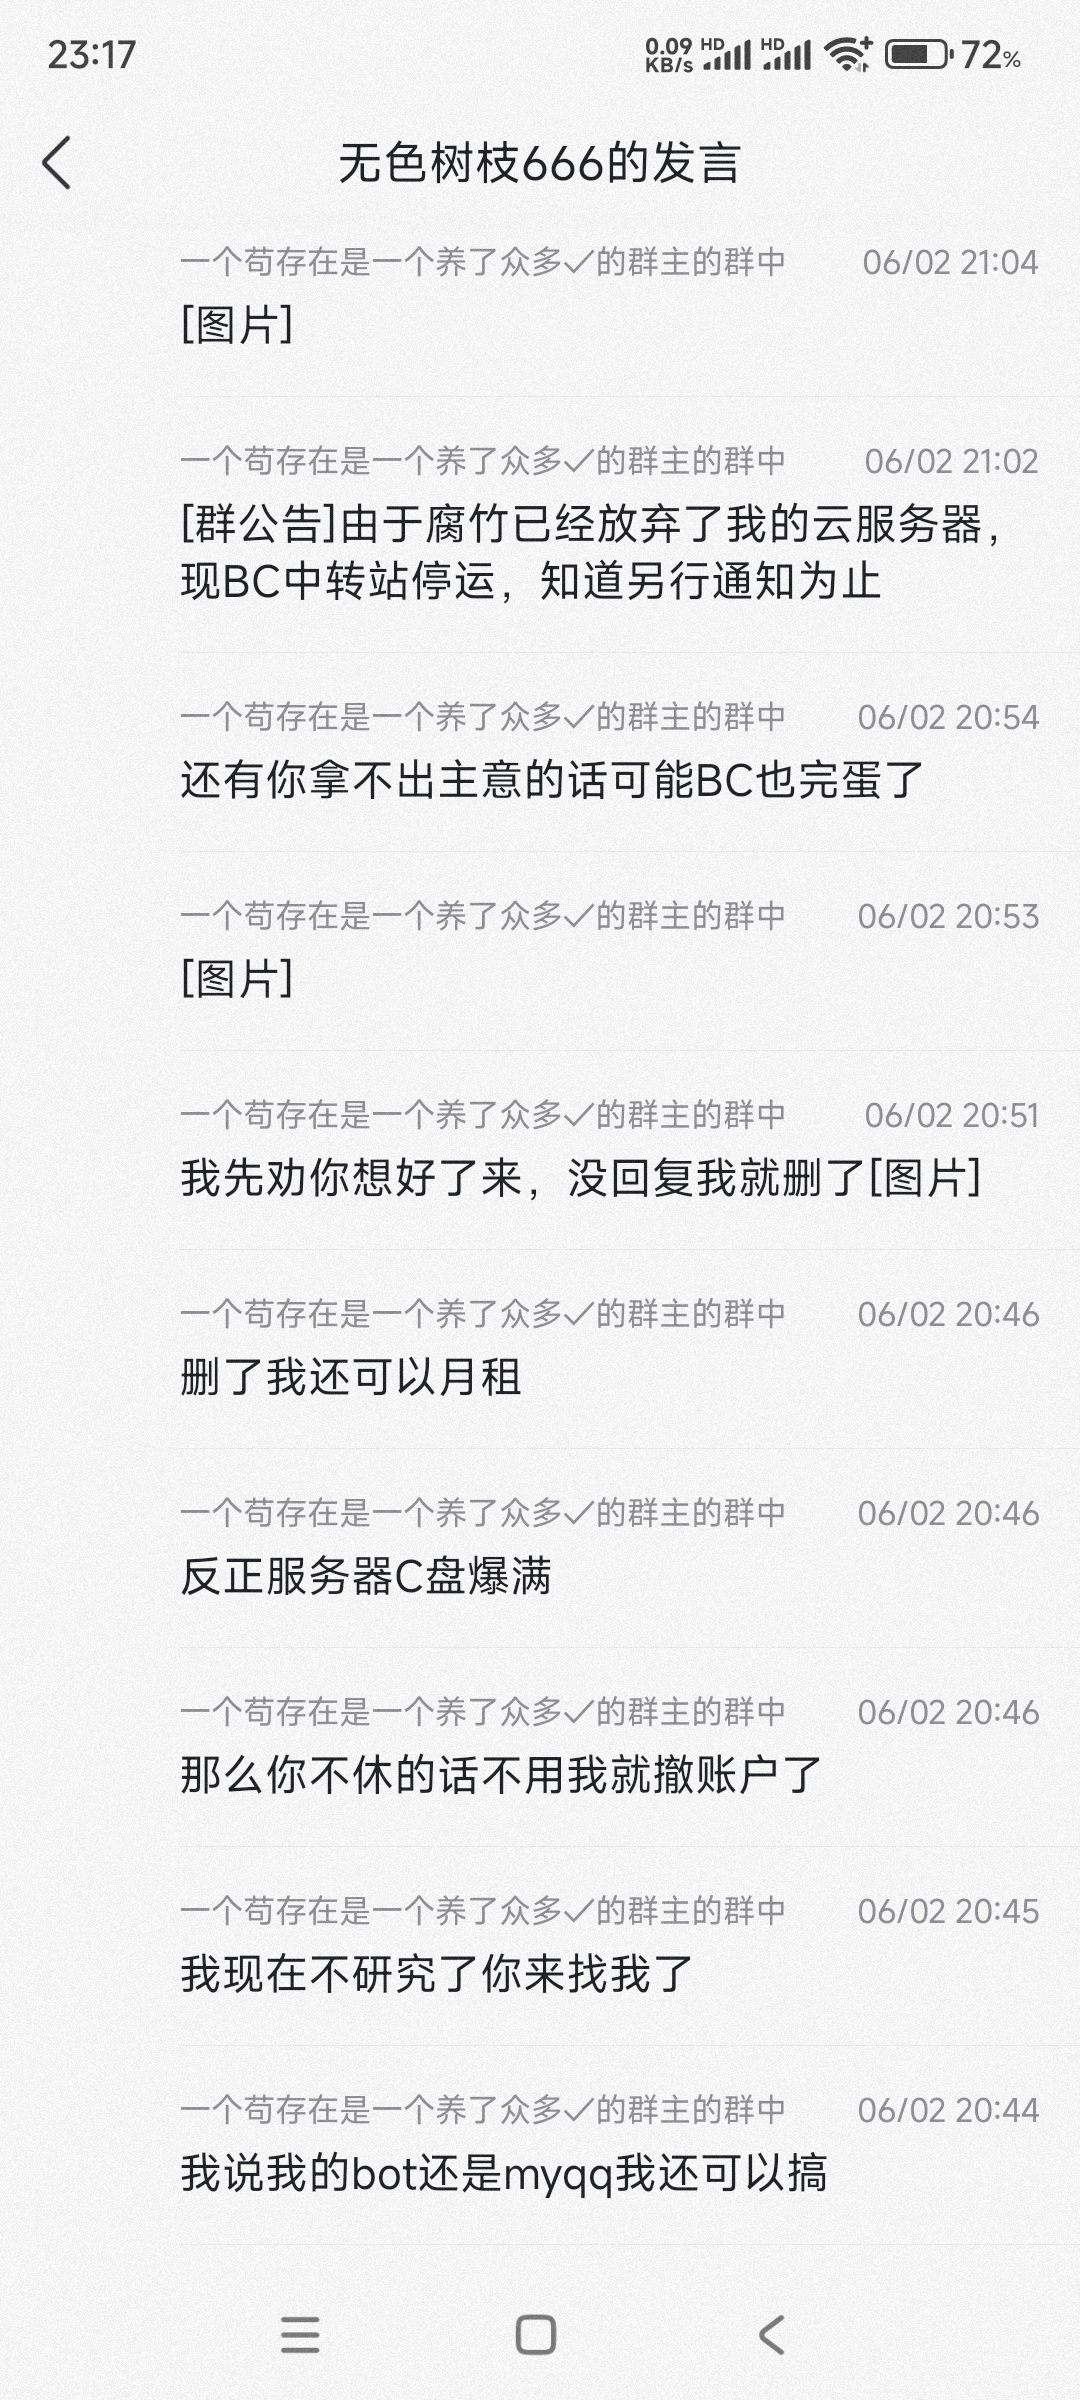 23:17
0.09 KB/s HD HD 72%
无色树枝666的发言
一个苟存在是一个养了众多✓的群主的群中 06/02 21:04
[图片]
一个苟存在是一个养了众多✓的群主的群中 06/02 21:02
[群公告]由于腐竹已经放弃了我的云服务器，
现BC中转站停运，知道另行通知为止
一个苟存在是一个养了众多✓的群主的群中 06/02 20:54
还有你拿不出主意的话可能BC也完蛋了
一个苟存在是一个养了众多✓的群主的群中 06/02 20:53
[图片]
一个苟存在是一个养了众多✓的群主的群中 06/02 20:51
我先劝你想好了来，没回复我就删了[图片]
一个苟存在是一个养了众多✓的群主的群中 06/02 20:46
删了我还可以月租
一个苟存在是一个养了众多✓的群主的群中 06/02 20:46
反正服务器C盘爆满
一个苟存在是一个养了众多✓的群主的群中 06/02 20:46
那么你不休的话不用我就撤账户了
一个苟存在是一个养了众多✓的群主的群中 06/02 20:45
我现在不研究了你来找我了
一个苟存在是一个养了众多✓的群主的群中 06/02 20:44
我说我的bot还是myqq我还可以搞